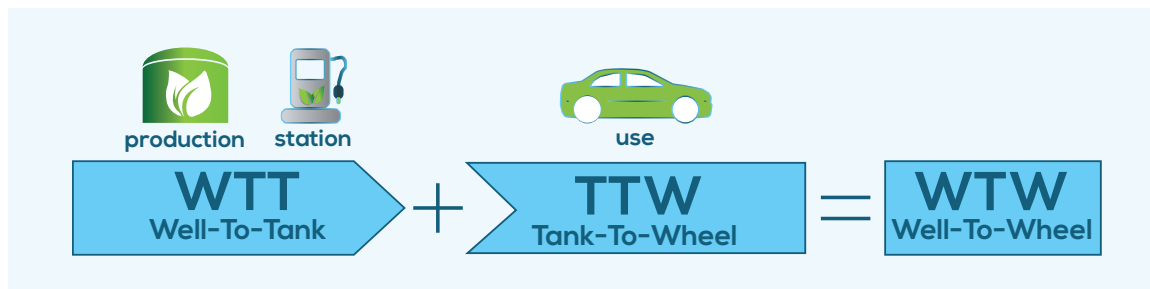 production
station
use
WTT
Well-To-Tank
+
TTW
Tank-To-Wheel
=
WTW
Well-To-Wheel